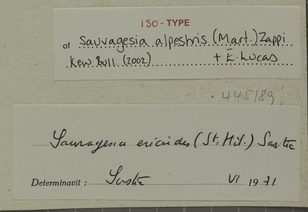 ISO-TYPE
of Sauvagesia alpestris (Mart.) Zappi
Kew Bull. (2002) + E. Lucas
445189
Sauvagesia ericoides (St. Hil.) Sastre
Determinavit: Sastre VI 1971